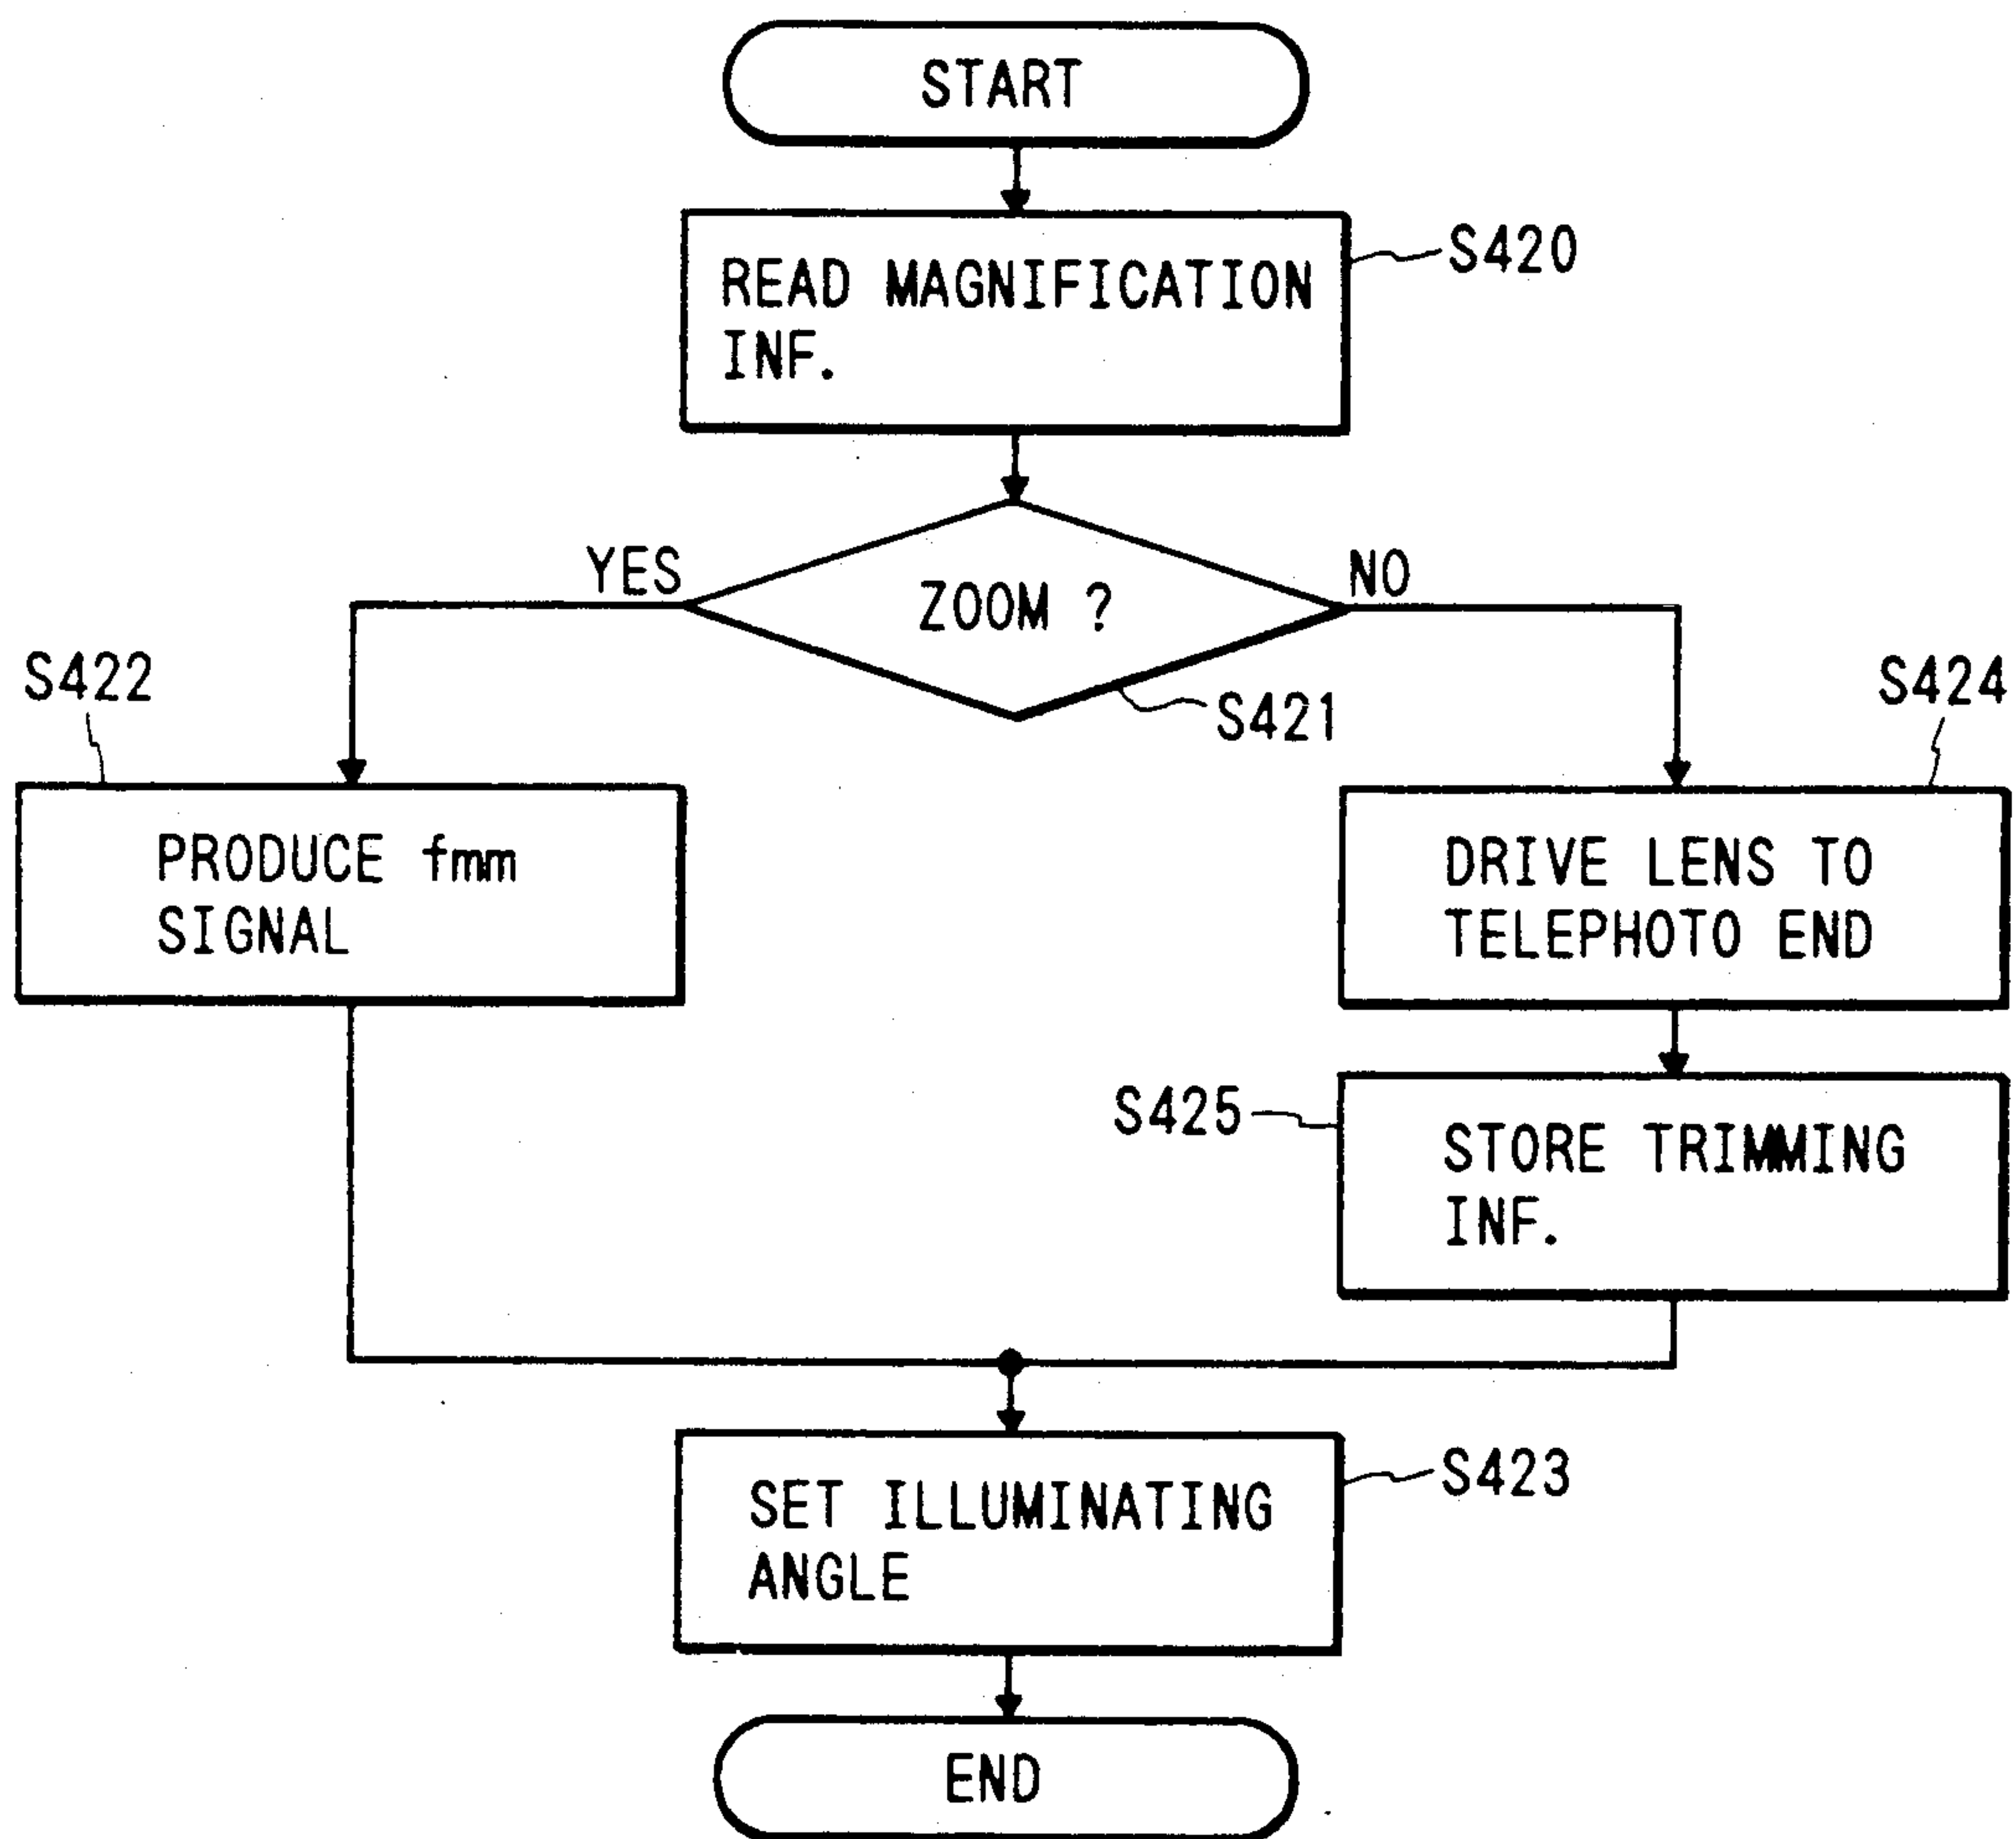 START
READ MAGNIFICATION
INF.
S420
YES
ZOOM ?
NO
S421
S422
PRODUCE fmm
SIGNAL
S424
DRIVE LENS TO
TELEPHOTO END
S425
STORE TRIMMING
INF.
SET ILLUMINATING
ANGLE
S423
END